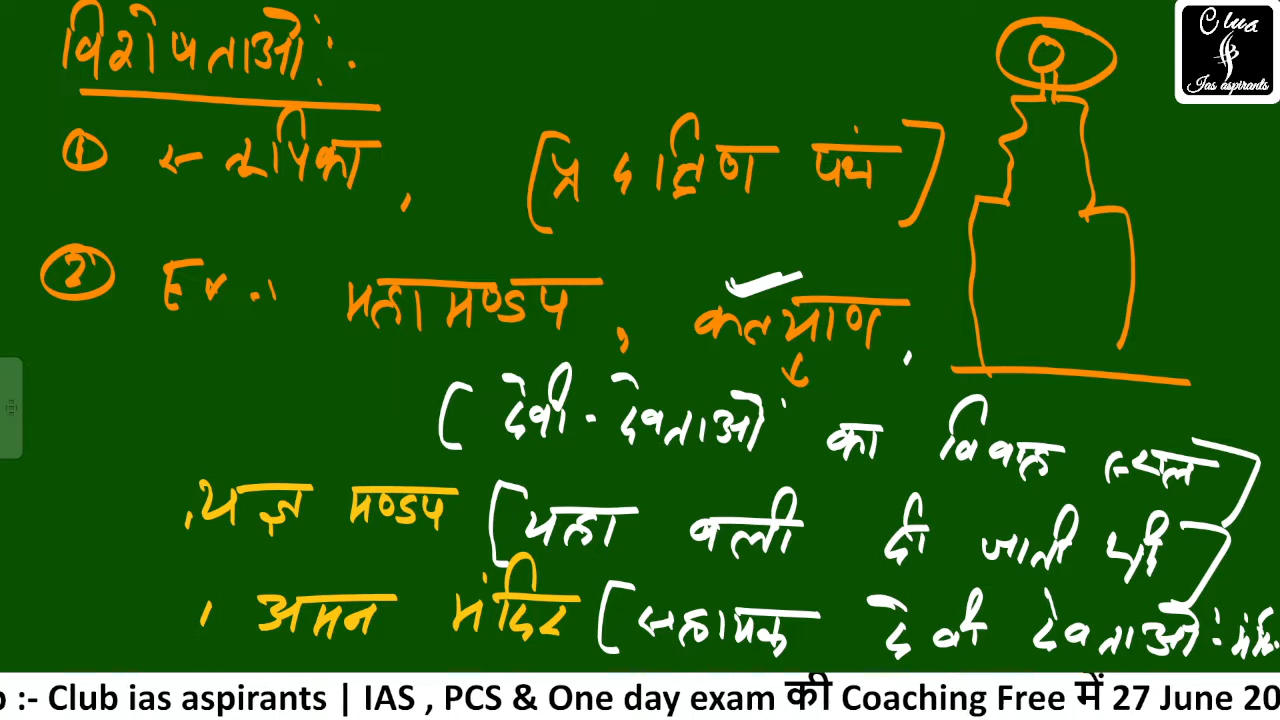 विशेषताओं :-
① स्तूपिका, [प्रदक्षिण पथ]
② Ex -: महामण्डप, कल्याण,
[देवी - देवताओं का विवाह स्थल]
, यज्ञ मण्डप [यहा बली दी जाती थी]
, अमन मंदिर [सहायक देवी देवताओं :
Club
Ias aspirants
:- Club ias aspirants | IAS , PCS & One day exam की Coaching Free में 27 June 20